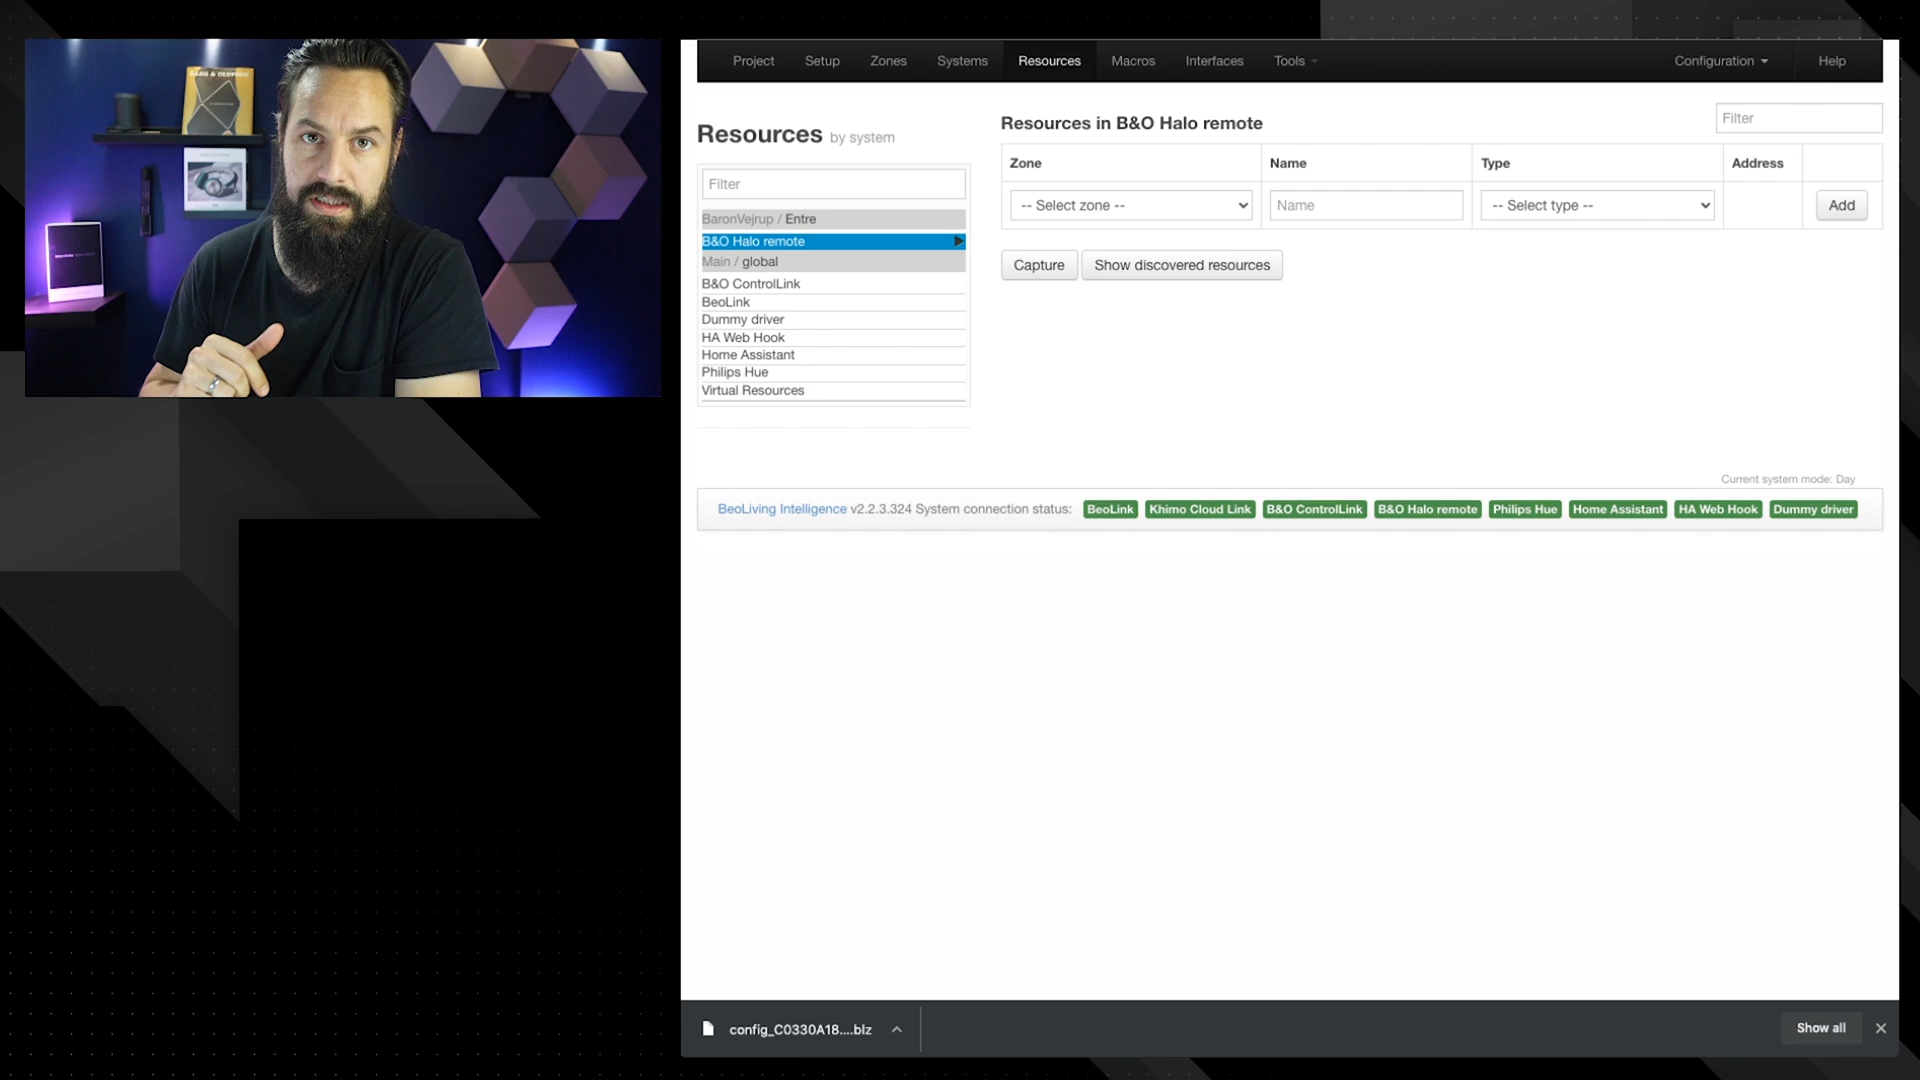 BANG & OLUFSEN
Project Setup Zones Systems Resources Macros Interfaces Tools Configuration Help
Resources by system
Filter
BaronVejrup / Entre
B&O Halo remote
Main / global
B&O ControlLink
BeoLink
Dummy driver
HA Web Hook
Home Assistant
Philips Hue
Virtual Resources
Resources in B&O Halo remote
Filter
Zone Name Type Address
-- Select zone -- Name -- Select type -- Add
Capture Show discovered resources
Current system mode: Day
BeoLiving Intelligence v2.2.3.324 System connection status: BeoLink Khimo Cloud Link B&O ControlLink B&O Halo remote Philips Hue Home Assistant HA Web Hook Dummy driver
config_C0330A18....blz
Show all